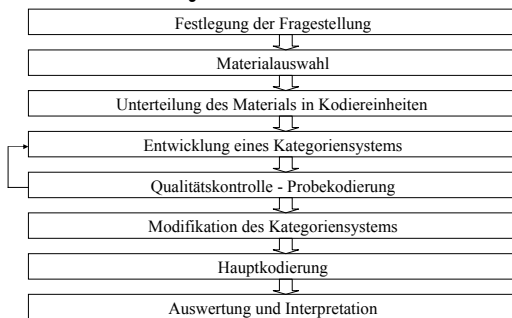 Festlegung der Fragestellung
Materialauswahl
Unterteilung des Materials in Kodiereinheiten
Entwicklung eines Kategoriensystems
Qualitätskontrolle - Probekodierung
Modifikation des Kategoriensystems
Hauptkodierung
Auswertung und Interpretation